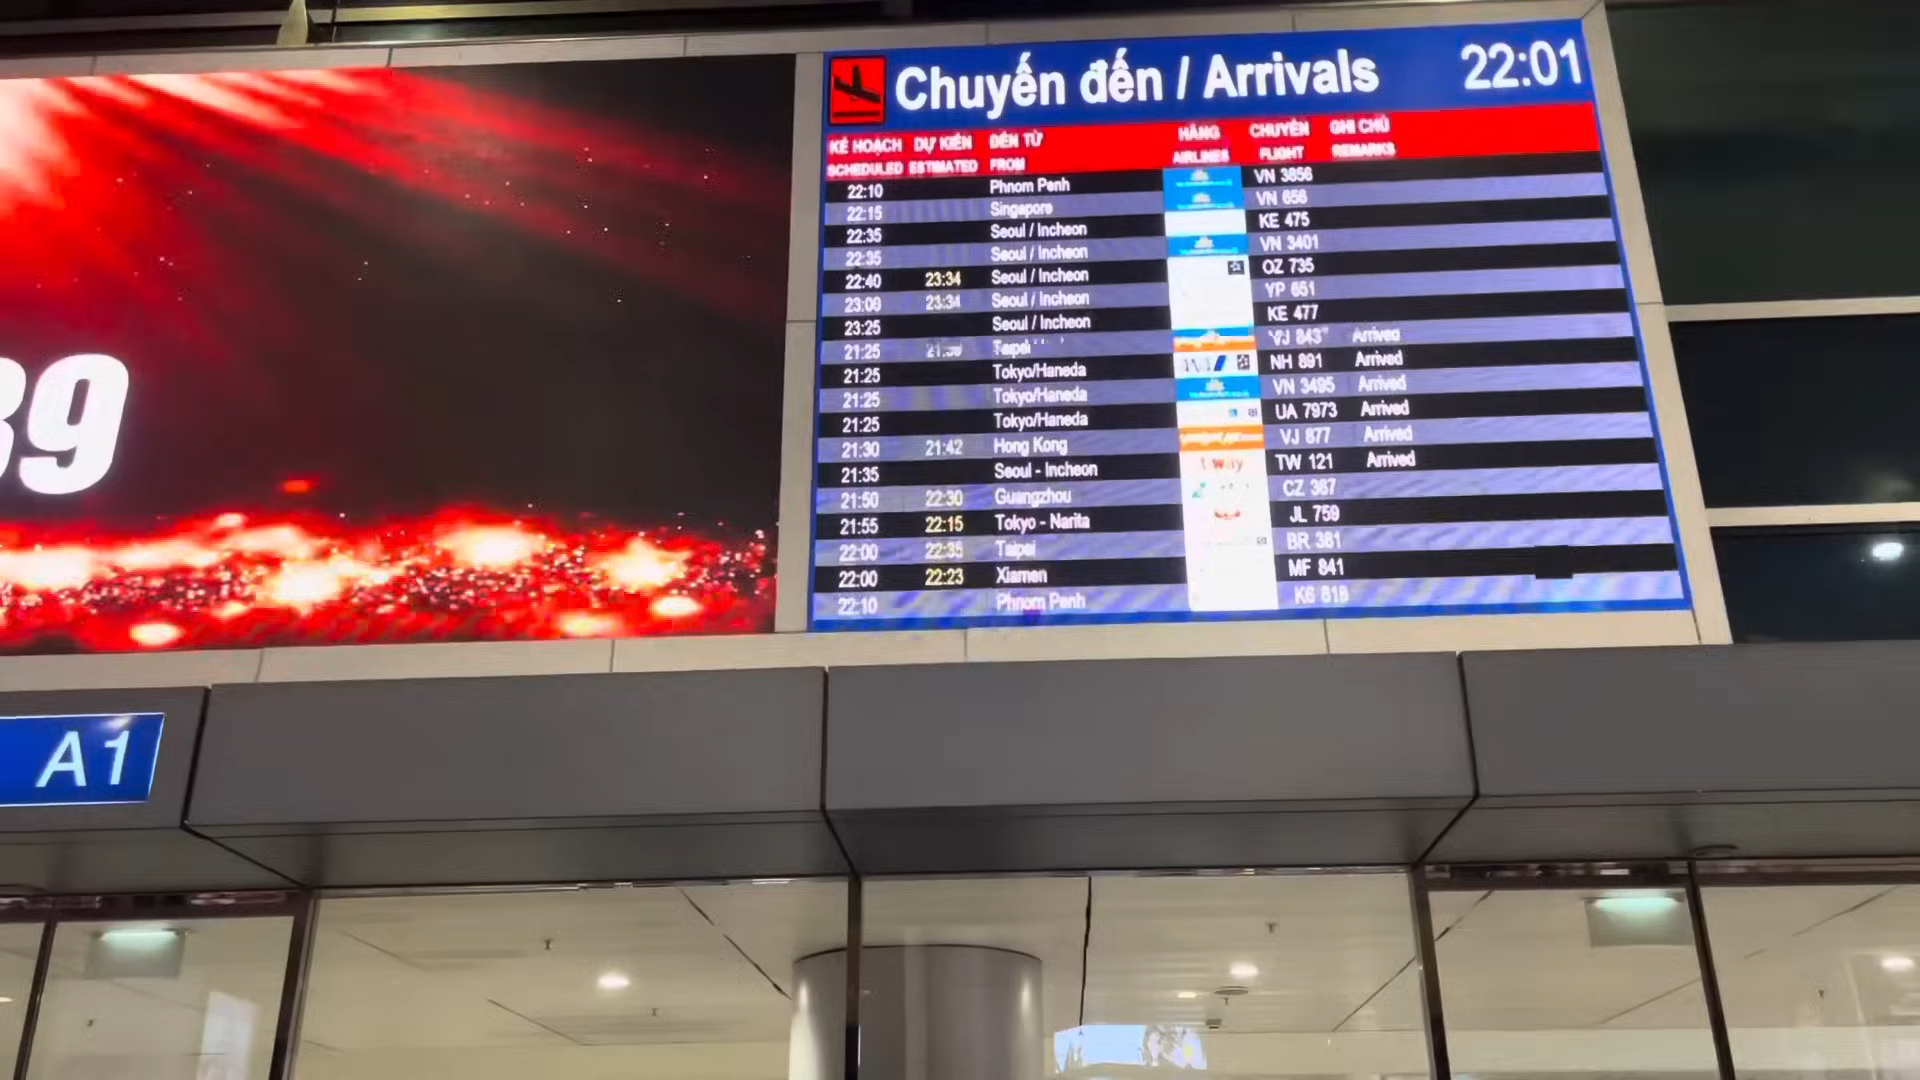 Chuyến đến / Arrivals 22:01
KẾ HOẠCH DỰ KIẾN ĐẾN TỪ HÃNG CHUYẾN GHI CHÚ
SCHEDULED ESTIMATED FROM AIRLINES FLIGHT REMARKS
22:10 Phnom Penh VN 3856
22:15 Singapore VN 656
22:35 Seoul / Incheon KE 475
22:35 Seoul / Incheon VN 3401
22:40 23:34 Seoul / Incheon OZ 735
23:00 23:34 Seoul / Incheon YP 651
23:25 Seoul / Incheon KE 477
21:25 Taipei VJ 843 Arrived
21:25 Tokyo/Haneda NH 891 Arrived
21:25 Tokyo/Haneda VN 3495 Arrived
21:25 Tokyo/Haneda UA 7973 Arrived
21:30 21:42 Hong Kong VJ 877 Arrived
21:35 Seoul - Incheon t'way TW 121 Arrived
21:50 22:30 Guangzhou CZ 367
21:55 22:15 Tokyo - Narita JL 759
22:00 22:35 Taipei BR 381
22:00 22:23 Xiamen MF 841
22:10 Phnom Penh K6 818
39
A1